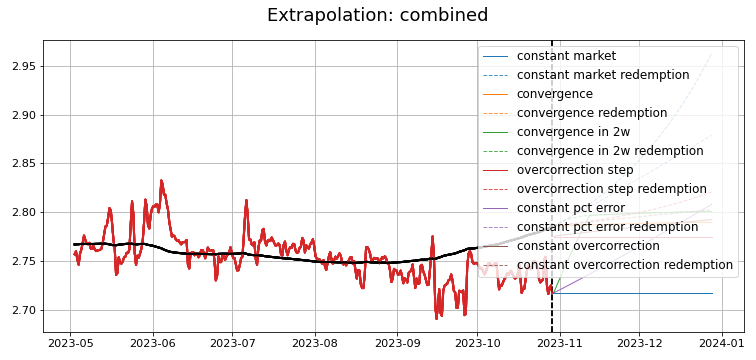 Extrapolation: combined
2.95
2.90
2.85
2.80
2.75
2.70
constant market
constant market redemption
convergence
convergence redemption
convergence in 2w
convergence in 2w redemption
overcorrection step
overcorrection step redemption
constant pct error
constant pct error redemption
constant overcorrection
constant overcorrection redemption
2023-05 2023-06 2023-07 2023-08 2023-09 2023-10 2023-11 2023-12 2024-01